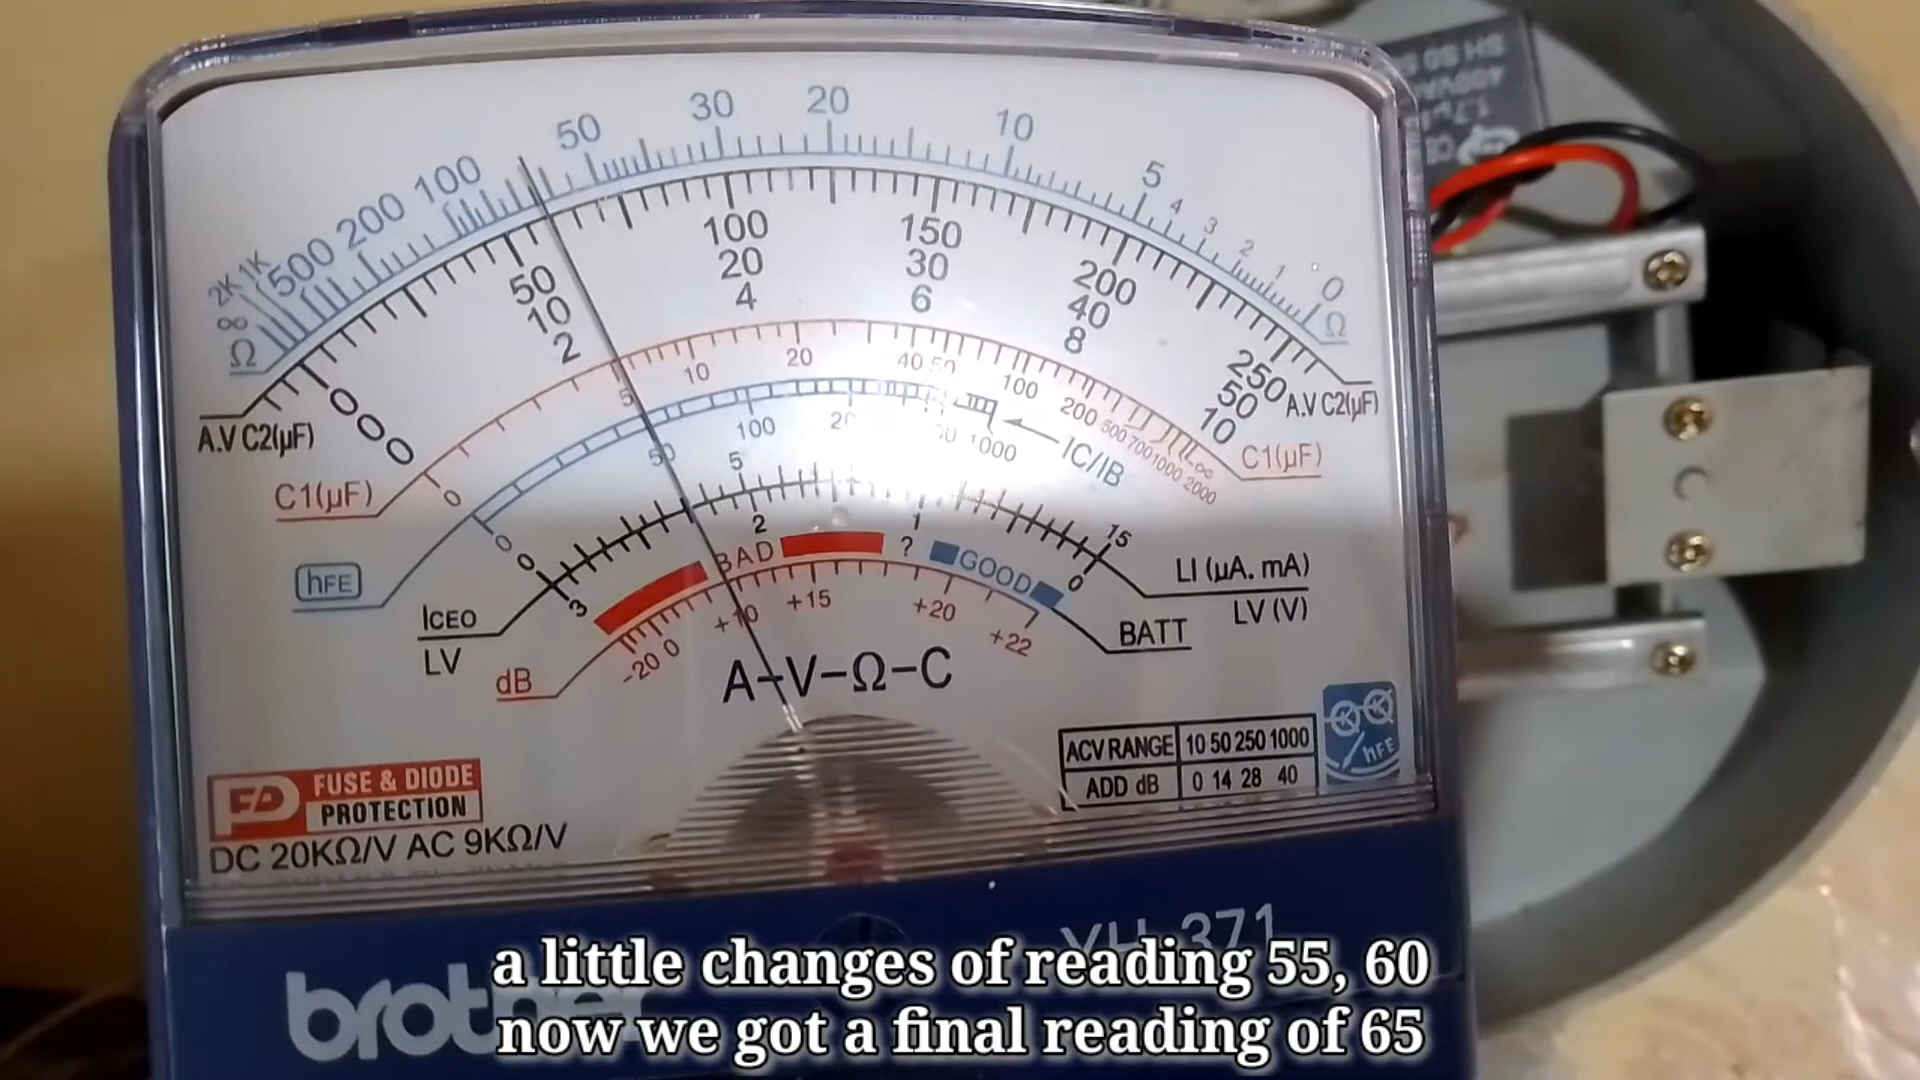 50 30 20 10 5 4 3 2 1 0
2K 1K 500 200 100
∞
Ω Ω
50 100 150 200 250
10 20 30 40 50
2 4 6 8 10
0 0 0
A.V C2(μF) A.V C2(μF)
0 5 10 20 40 50 100 200 500 700 1000 2000 ∞
C1(μF) C1(μF)
0 50 100 1000
IC/IB
hFE
0 5 15
ICEO LI (μA. mA)
3 2 1 0
LV LV (V)
BAD ? GOOD
BATT
-20 0 +10 +15 +20 +22
dB
A-V-Ω-C
ACV RANGE 10 50 250 1000
ADD dB 0 14 28 40
hFE
FUSE & DIODE
PROTECTION
DC 20KΩ/V AC 9KΩ/V
a little changes of reading 55, 60
now we got a final reading of 65